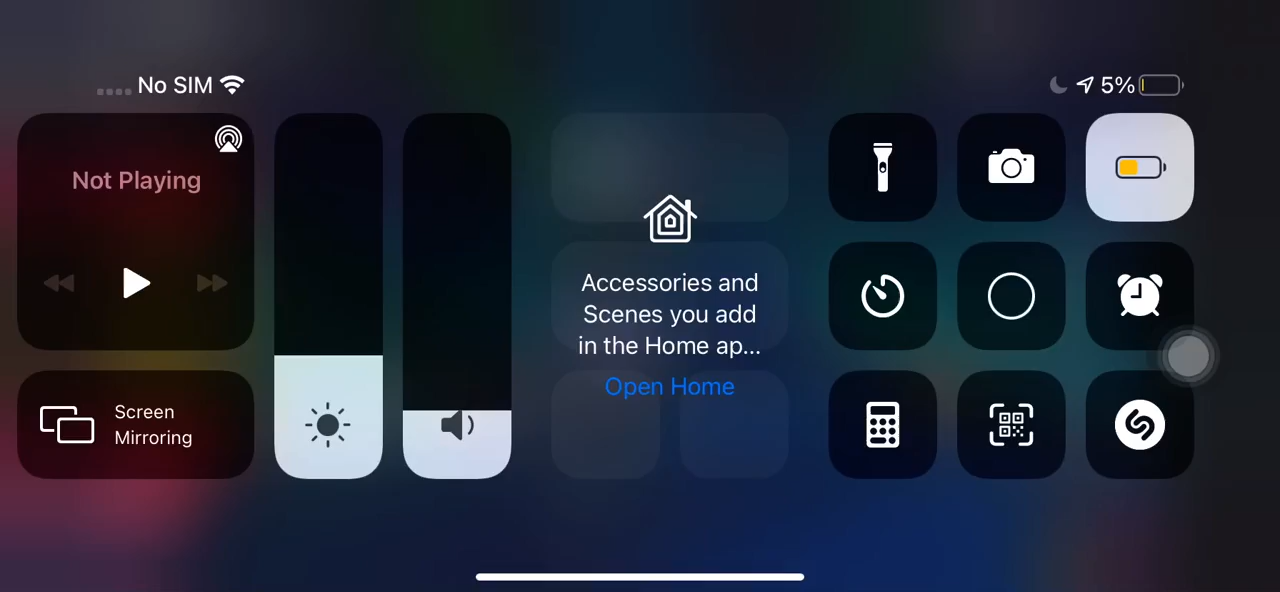 No SIM
5%
Not Playing
Screen
Mirroring
Accessories and
Scenes you add
in the Home ap...
Open Home